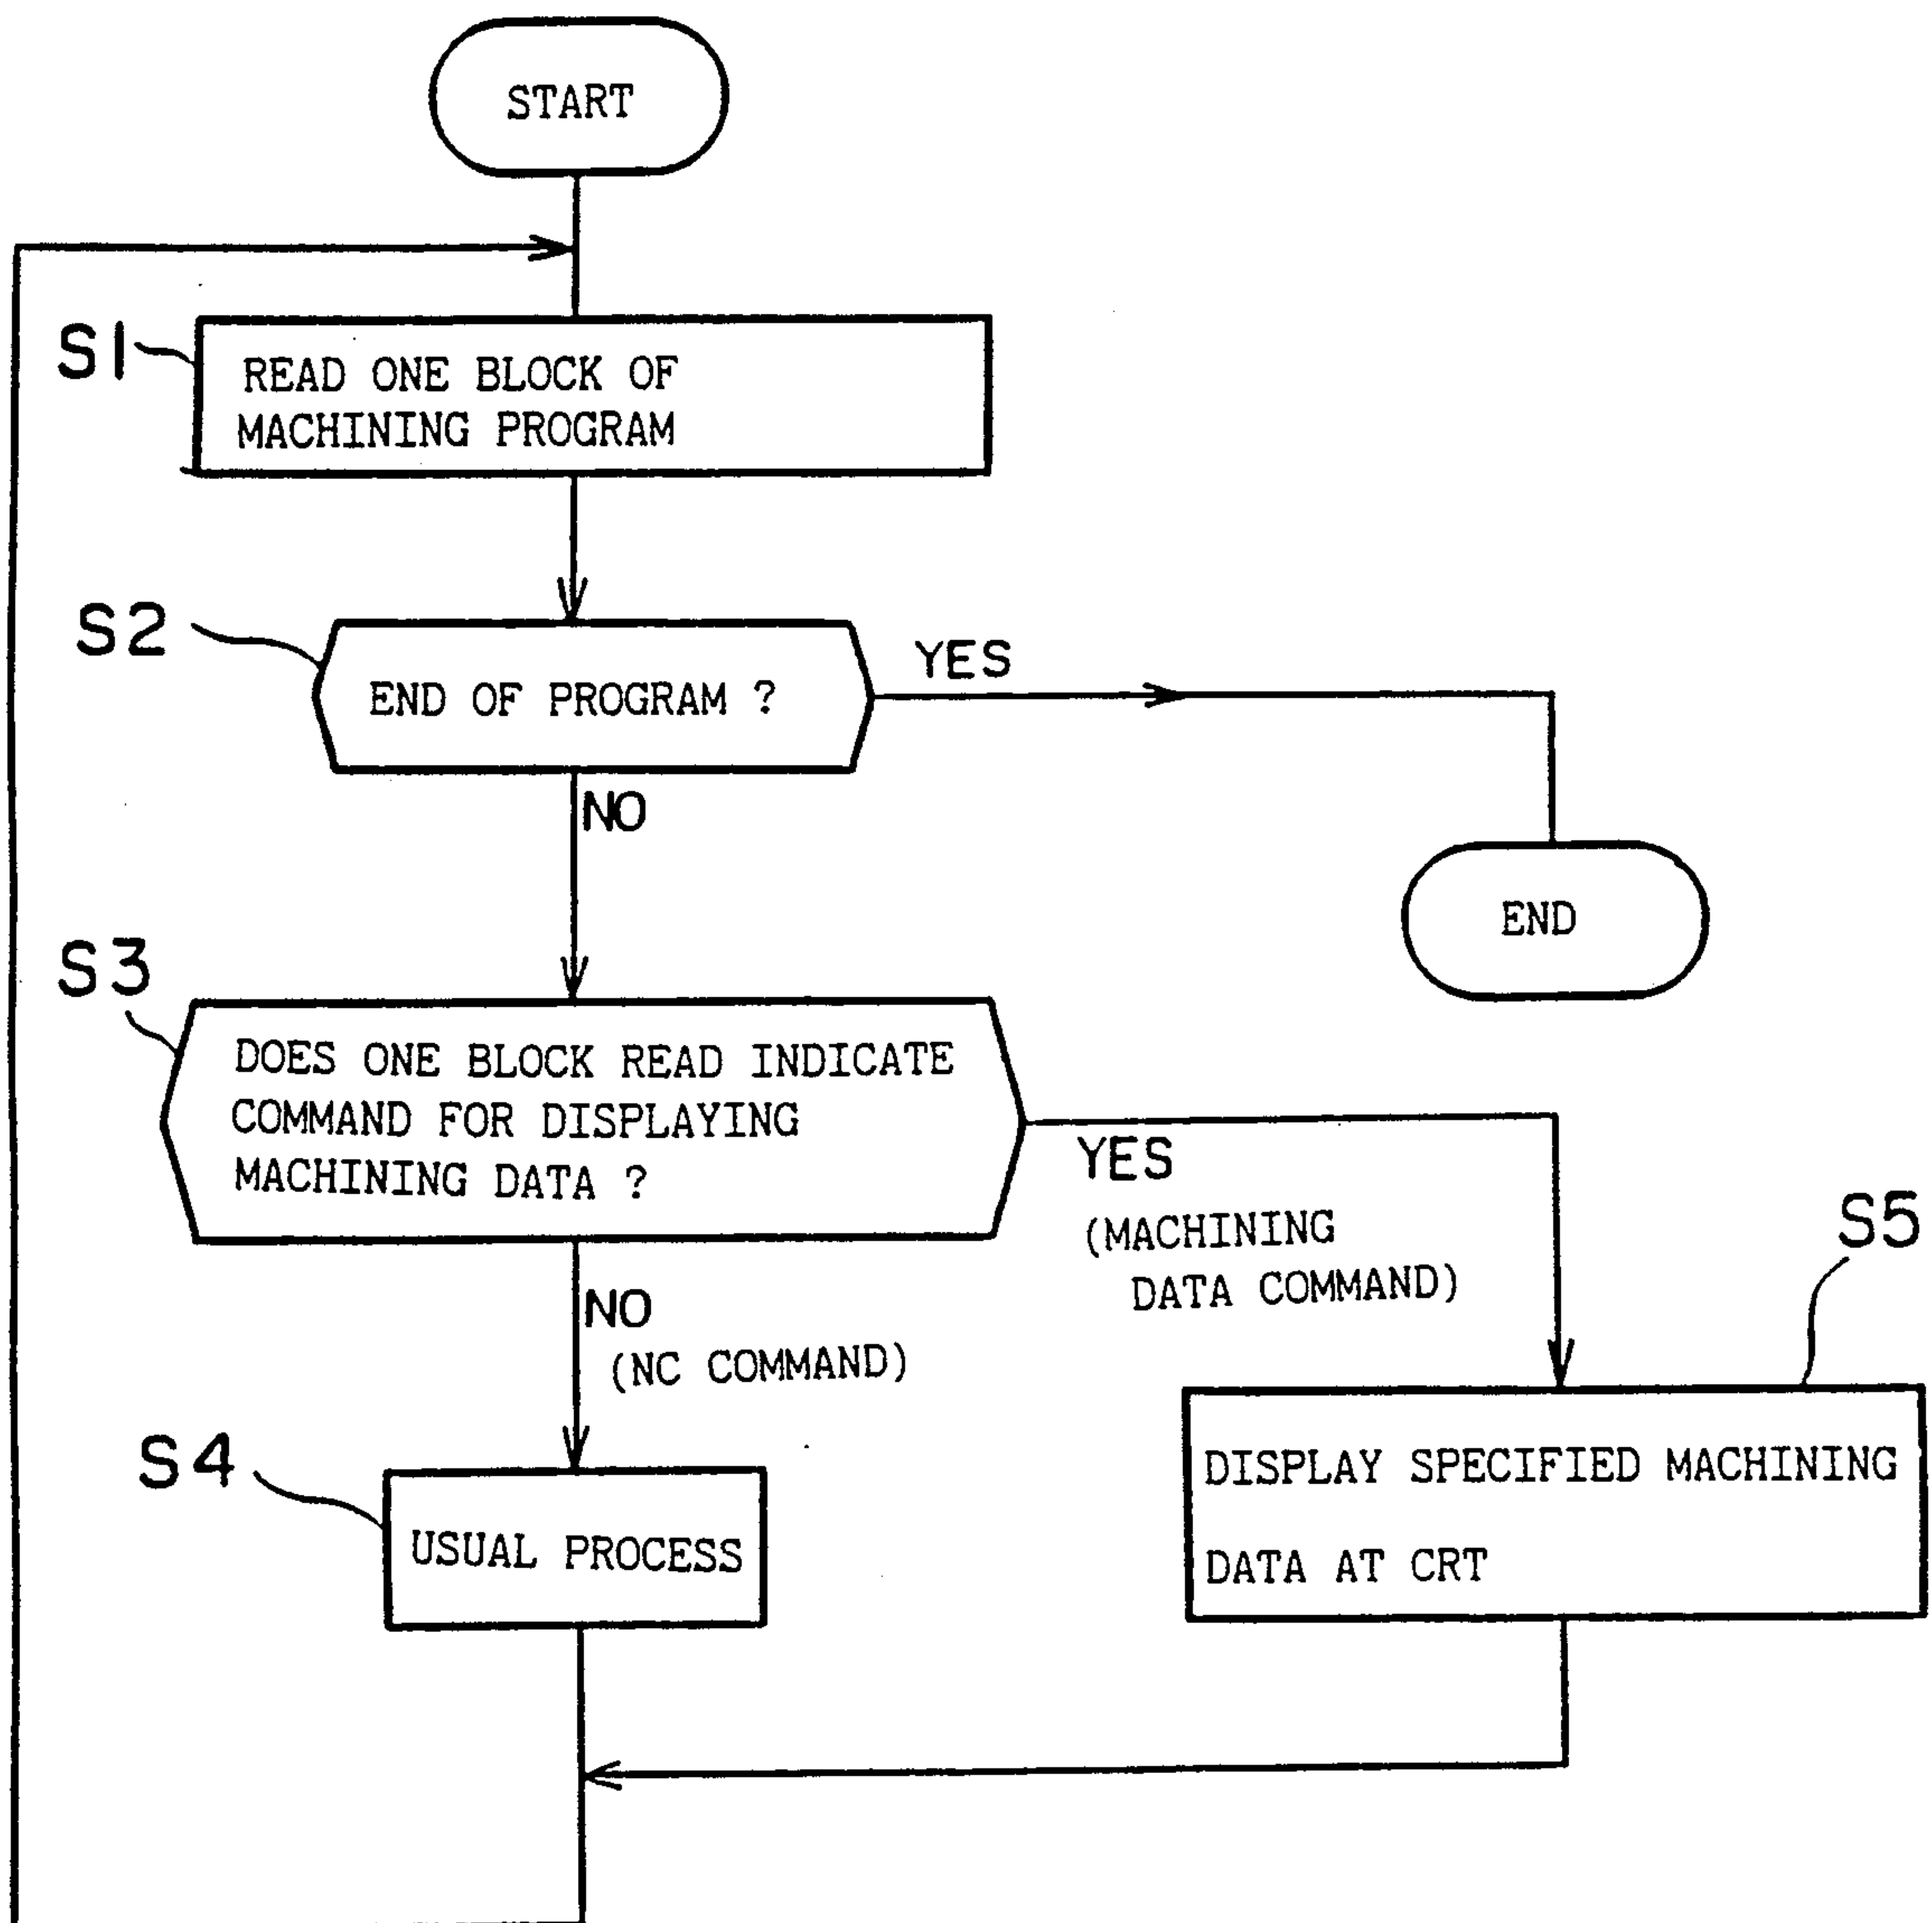 START
S1
READ ONE BLOCK OF
MACHINING PROGRAM
S2
END OF PROGRAM ?
YES
NO
END
S3
DOES ONE BLOCK READ INDICATE
COMMAND FOR DISPLAYING
MACHINING DATA ?
YES
(MACHINING
DATA COMMAND)
NO
(NC COMMAND)
S4
USUAL PROCESS
S5
DISPLAY SPECIFIED MACHINING
DATA AT CRT